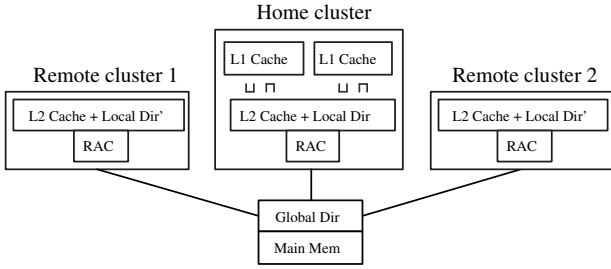 Home cluster
L1 Cache
L1 Cache
Remote cluster 1
Remote cluster 2
L2 Cache + Local Dir'
L2 Cache + Local Dir
L2 Cache + Local Dir'
RAC
RAC
RAC
Global Dir
Main Mem